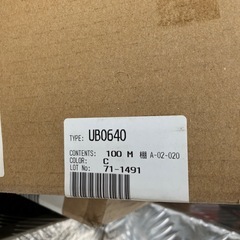 TYPE: UB0640
CONTENTS: 100 M 棚 A-02-020
COLOR: C
LOT No: 71-1491